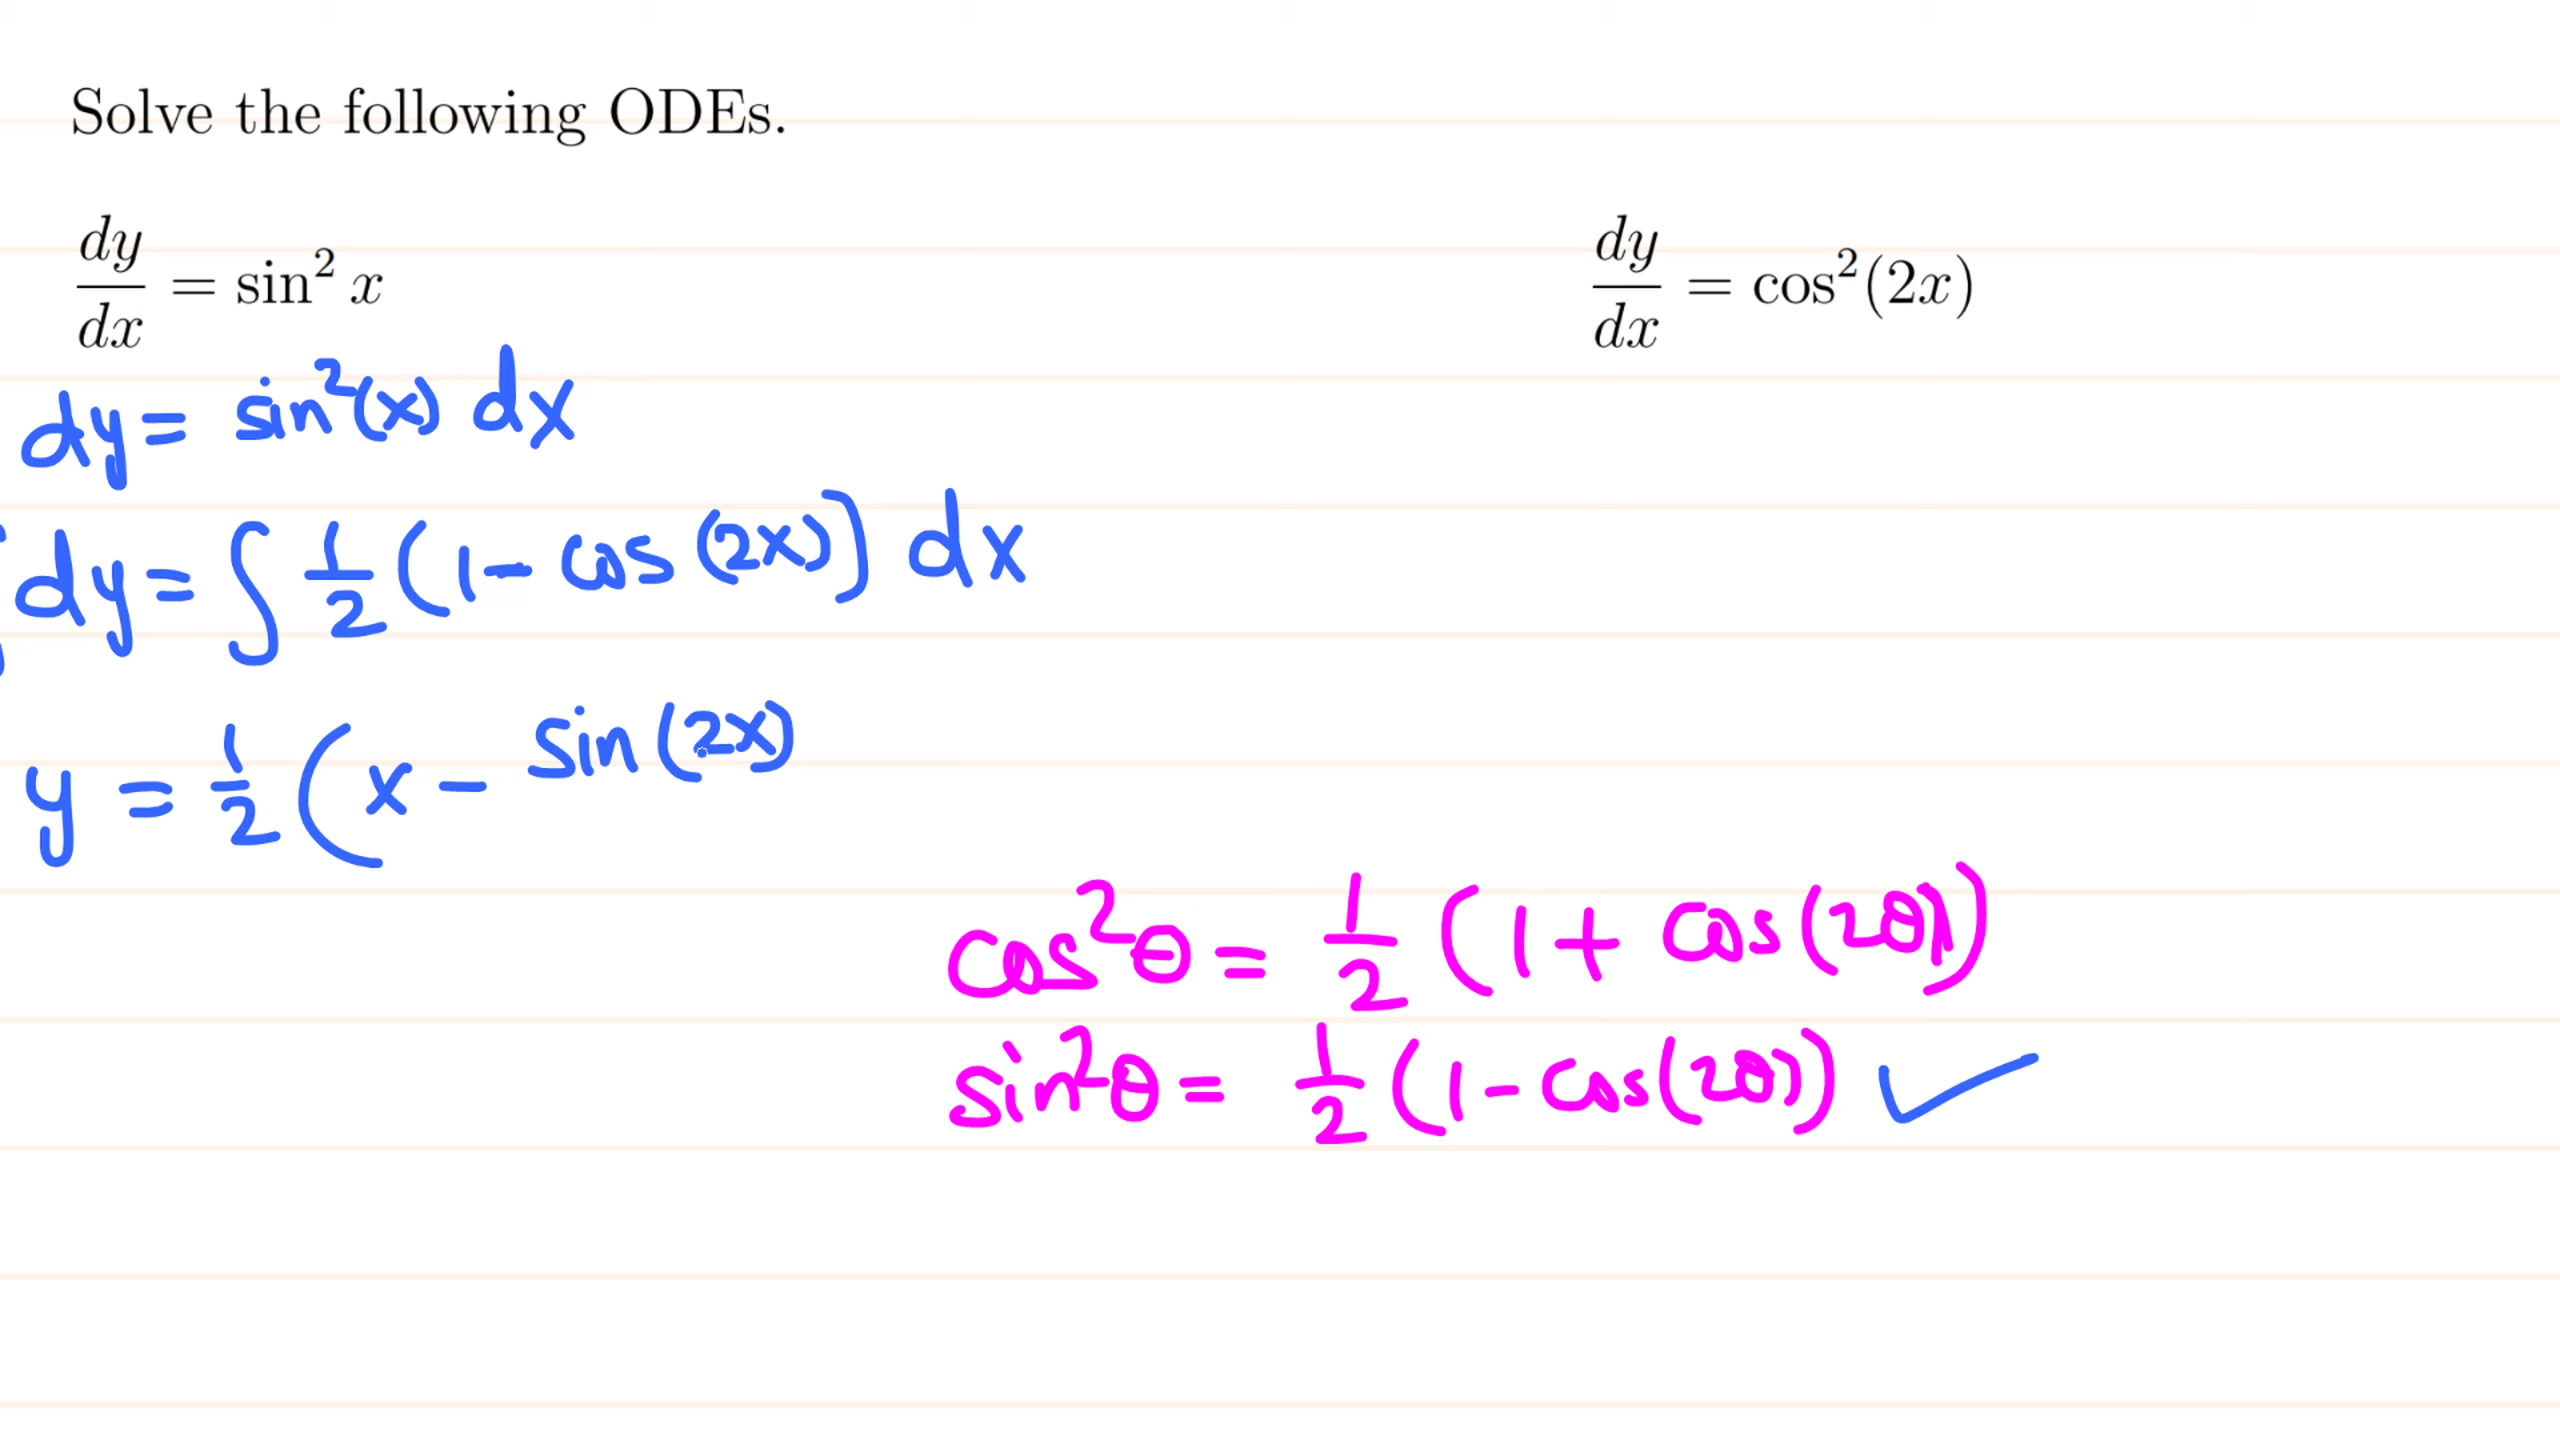 Solve the following ODEs.
dy/dx = sin² x
dy/dx = cos²(2x)
dy = sin²(x) dx
∫ dy = ∫ 1/2 (1 - cos (2x)) dx
y = 1/2 (x - sin (2x)
cos²θ = 1/2 (1 + cos(2θ))
sin²θ = 1/2 (1 - cos(2θ)) ✓